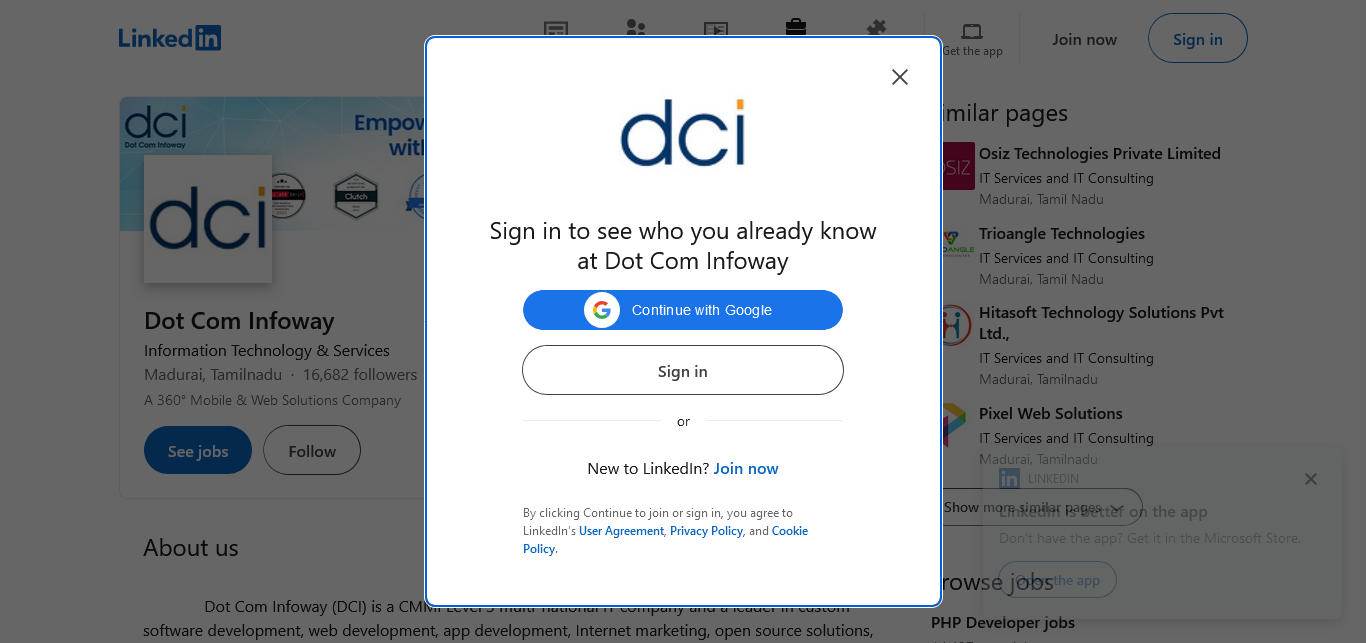 Linked in
Get the app
Join now
Sign in
dci
Dot Com Infoway
Empow
with
Clutch
dci
Dot Com Infoway
Information Technology & Services
Madurai, Tamilnadu · 16,682 followers
A 360° Mobile & Web Solutions Company
See jobs
Follow
About us
Dot Com Infoway (DCI) is a CMMI Level 3 multi-national IT company and a leader in custom
software development, web development, app development, Internet marketing, open source solutions,
dci
Sign in to see who you already know
at Dot Com Infoway
Continue with Google
Sign in
or
New to LinkedIn? Join now
By clicking Continue to join or sign in, you agree to
LinkedIn's User Agreement, Privacy Policy, and Cookie
Policy.
milar pages
OSIZ
Osiz Technologies Private Limited
IT Services and IT Consulting
Madurai, Tamil Nadu
Trioangle Technologies
IT Services and IT Consulting
Madurai, Tamil Nadu
Hitasoft Technology Solutions Pvt
Ltd.,
IT Services and IT Consulting
Madurai, Tamilnadu
Pixel Web Solutions
IT Services and IT Consulting
Madurai, Tamilnadu
Show more similar pages
in LINKEDIN
LinkedIn is better on the app
Don't have the app? Get it in the Microsoft Store.
Open the app
rowse jobs
PHP Developer jobs